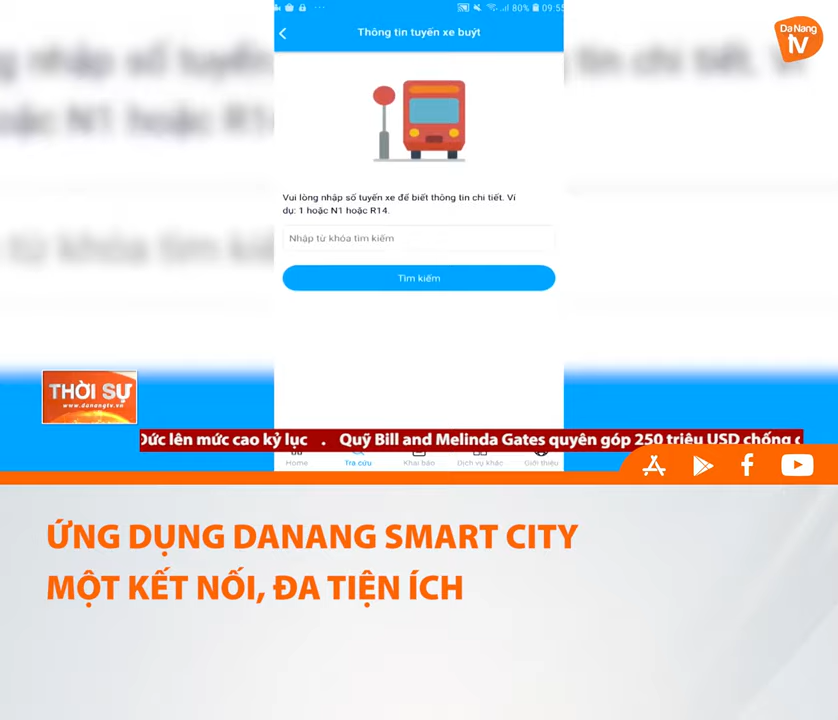 80%
09:55
Thông tin tuyến xe buýt
Da Nang
TV
Vui lòng nhập số tuyến xe để biết thông tin chi tiết. Ví
dụ: 1 hoặc N1 hoặc R14.
Nhập từ khóa tìm kiếm
Tìm kiếm
THỜI SỰ
www.danangtv.vn
Đức lên mức cao kỷ lục . Quỹ Bill and Melinda Gates quyên góp 250 triệu USD chống
Home
Tra cứu
Khai báo
Dịch vụ khác
Giới thiệu
ỨNG DỤNG DANANG SMART CITY
MỘT KẾT NỐI, ĐA TIỆN ÍCH